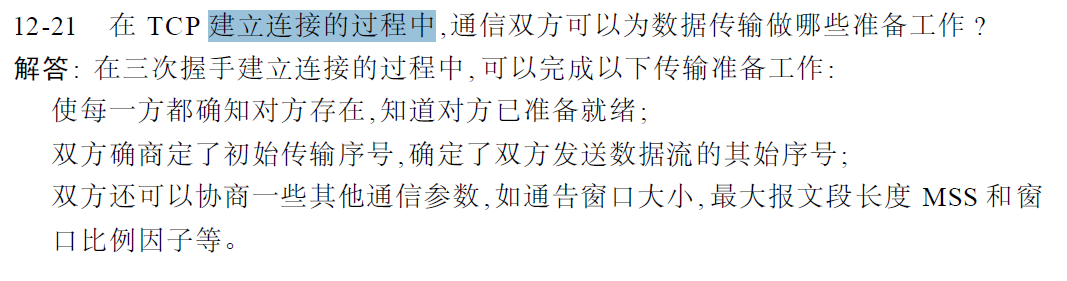 12-21 在 TCP 建立连接的过程中,通信双方可以为数据传输做哪些准备工作?
解答: 在三次握手建立连接的过程中,可以完成以下传输准备工作:
使每一方都确知对方存在,知道对方已准备就绪;
双方确商定了初始传输序号,确定了双方发送数据流的其始序号;
双方还可以协商一些其他通信参数,如通告窗口大小,最大报文段长度 MSS 和窗
口比例因子等。